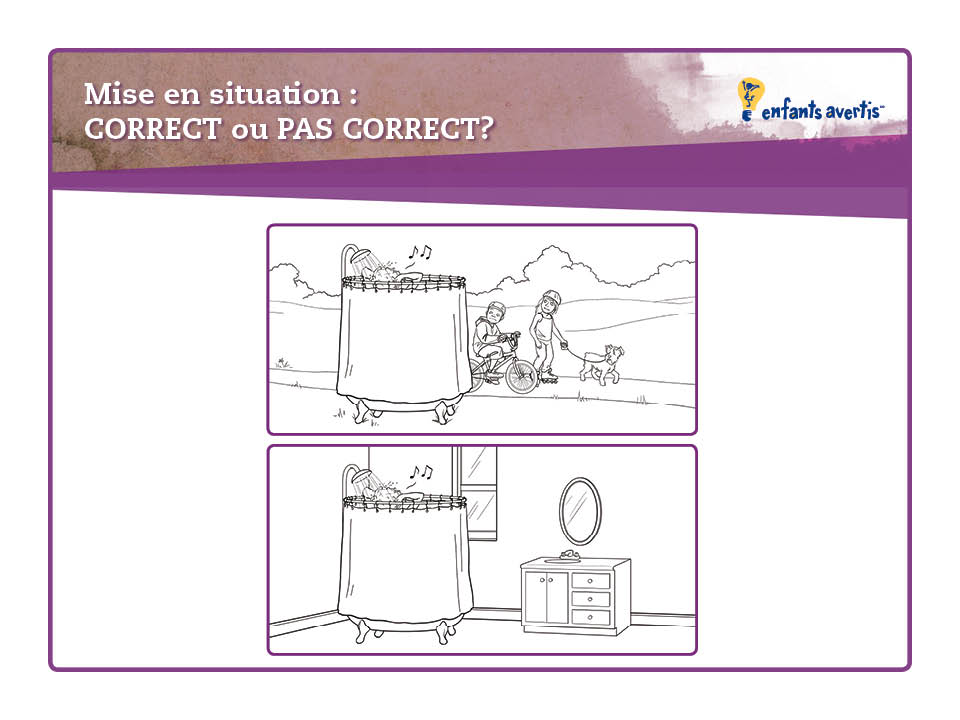 Mise en situation :
CORRECT ou PAS CORRECT?
enfants avertis